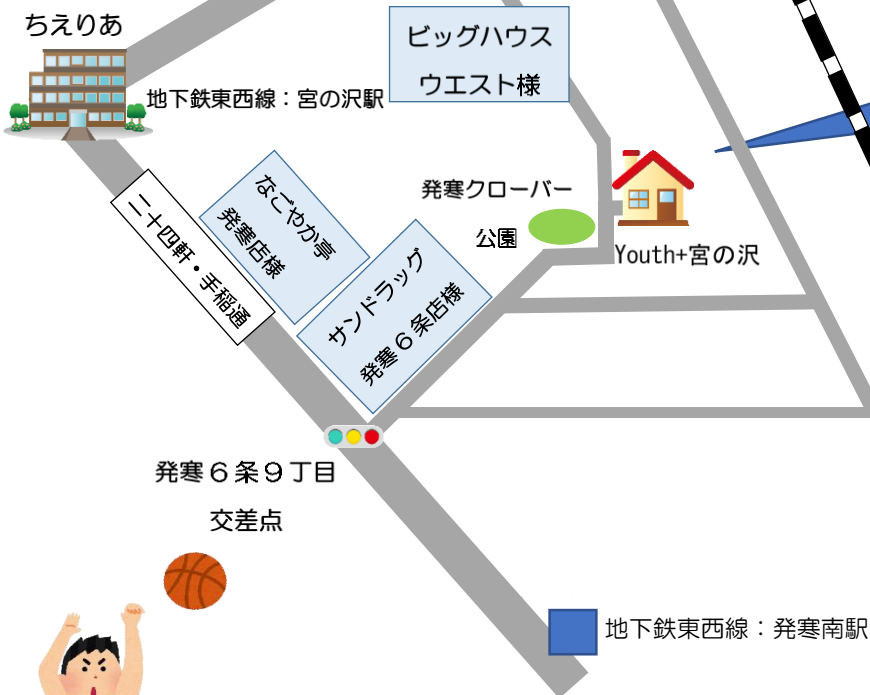 ちえりあ
ビッグハウス
ウエスト様
地下鉄東西線：宮の沢駅
なごやか亭
発寒店様
二十四軒・手稲通
発寒クローバー
公園
サンドラッグ
発寒６条店様
Youth+宮の沢
発寒６条９丁目
交差点
地下鉄東西線：発寒南駅